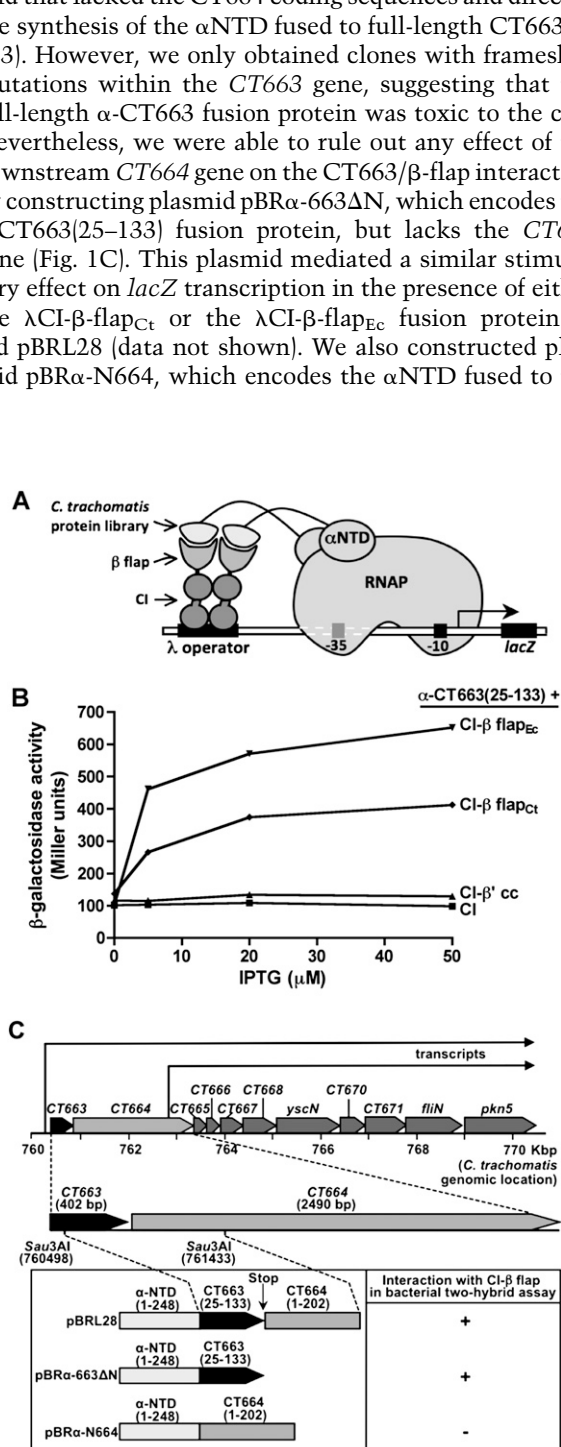 that lacked the CT664 coding sequences and direc
synthesis of the αNTD fused to full-length CT663
3). However, we only obtained clones with framesh
utations within the CT663 gene, suggesting that
ll-length α-CT663 fusion protein was toxic to the c
evertheless, we were able to rule out any effect of
wnstream CT664 gene on the CT663/β-flap interact
constructing plasmid pBRα-663ΔN, which encodes
CT663(25–133) fusion protein, but lacks the CT6
ne (Fig. 1C). This plasmid mediated a similar stimu
ry effect on lacZ transcription in the presence of eit
e λCI-β-flapCt or the λCI-β-flapEc fusion protein
d pBRL28 (data not shown). We also constructed pl
id pBRα-N664, which encodes the αNTD fused to
A
C. trachomatis
protein library
β flap
CI
αNTD
RNAP
λ operator
-35
-10
lacZ
B
α-CT663(25-133) +
β-galactosidase activity
(Miller units)
700
600
500
400
300
200
100
0
CI-β flapEc
CI-β flapCt
CI-β' cc
CI
0 10 20 30 40 50
IPTG (μM)
C
transcripts
CT666 CT668 CT670
CT663 CT664 CT665 CT667 yscN CT671 fliN pkn5
760 762 764 766 768 770 Kbp
(C. trachomatis
genomic location)
CT663
(402 bp)
CT664
(2490 bp)
Sau3AI
(760498)
Sau3AI
(761433)
Interaction with CI-β flap
in bacterial two-hybrid assay
Stop
α-NTD
(1-248)
CT663
(25-133)
CT664
(1-202)
pBRL28
+
α-NTD
(1-248)
CT663
(25-133)
pBRα-663ΔN
+
α-NTD
(1-248)
CT664
(1-202)
pBRα-N664
-